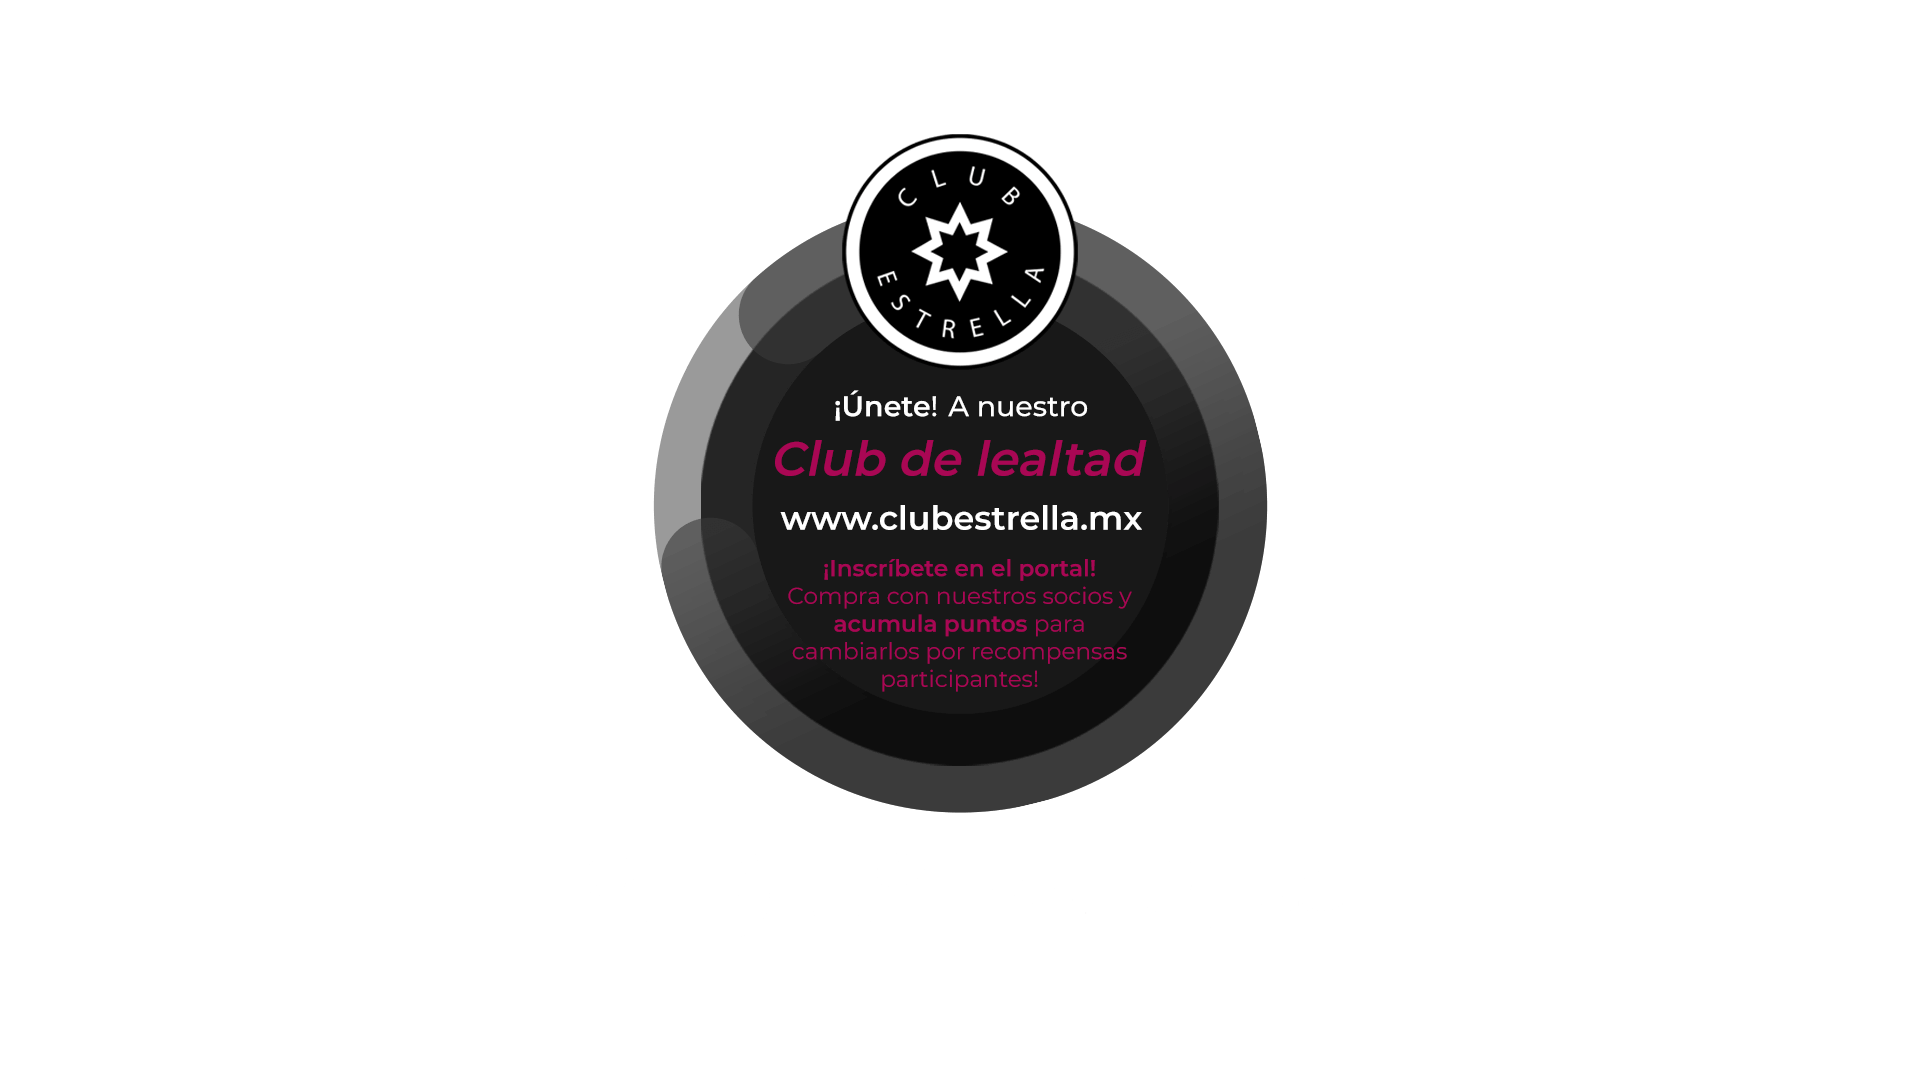 CLUB
ESTRELLA
¡Únete! A nuestro
Club de lealtad
www.clubestrella.mx
¡Inscríbete en el portal!
Compra con nuestros socios y
acumula puntos para
cambiarlos por recompensas
participantes!